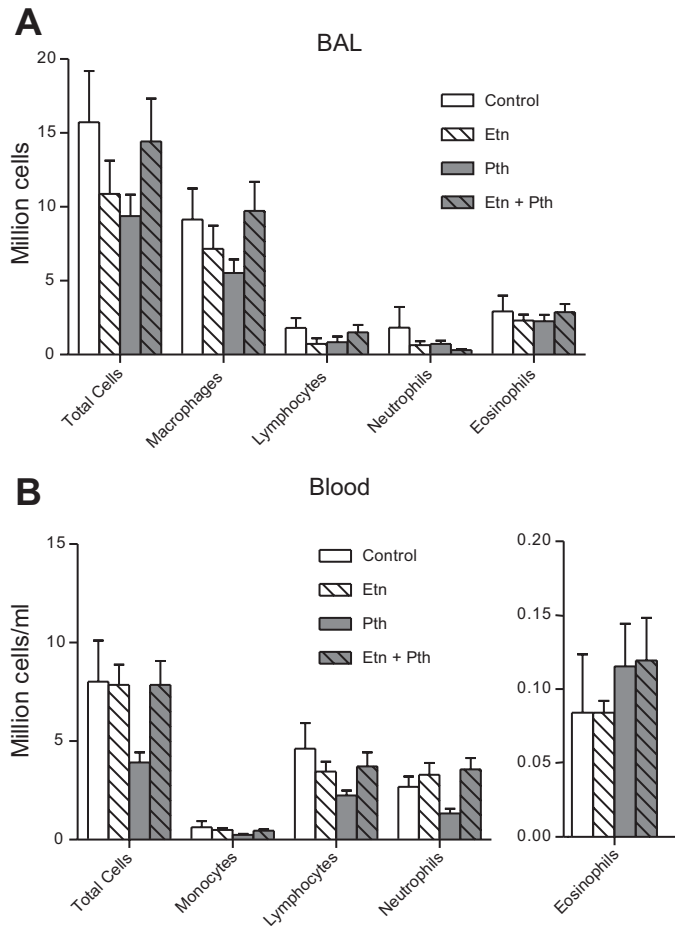 A
BAL
20
15
10
5
0
Million cells
Control
Etn
Pth
Etn + Pth
Total Cells
Macrophages
Lymphocytes
Neutrophils
Eosinophils
B
Blood
15
10
5
0
Million cells/ml
Control
Etn
Pth
Etn + Pth
Total Cells
Monocytes
Lymphocytes
Neutrophils
0.20
0.15
0.10
0.05
0.00
Eosinophils